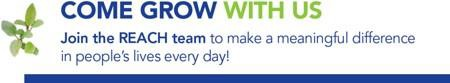 COME GROW WITH US
Join the REACH team to make a meaningful difference
in people's lives every day!